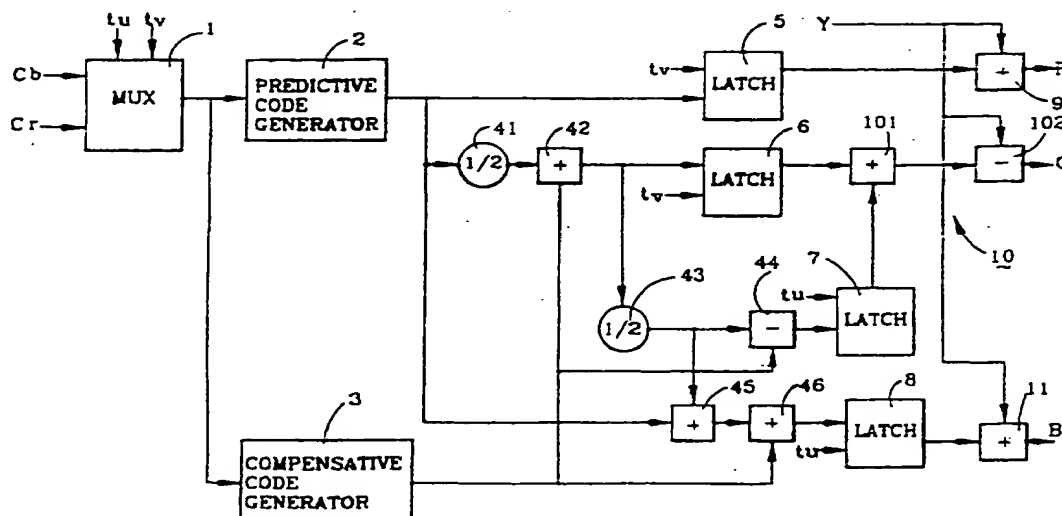 tu tv 1
Cb
Cr
MUX
2
PREDICTIVE
CODE
GENERATOR
5
tv
LATCH
Y
+
9
41
1/2
42
+
6
LATCH
tv
101
+
102
-
10
43
1/2
44
-
7
tu
LATCH
45
+
46
+
8
LATCH
tu
11
+
B
3
COMPENSATIVE
CODE
GENERATOR